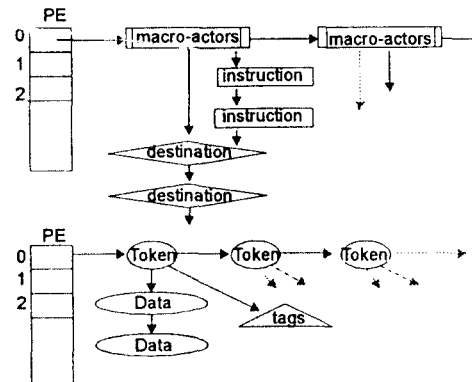 PE
0
macro-actors
macro-actors
1
instruction
2
instruction
destination
destination
PE
0
Token
Token
Token
1
2
Data
tags
Data